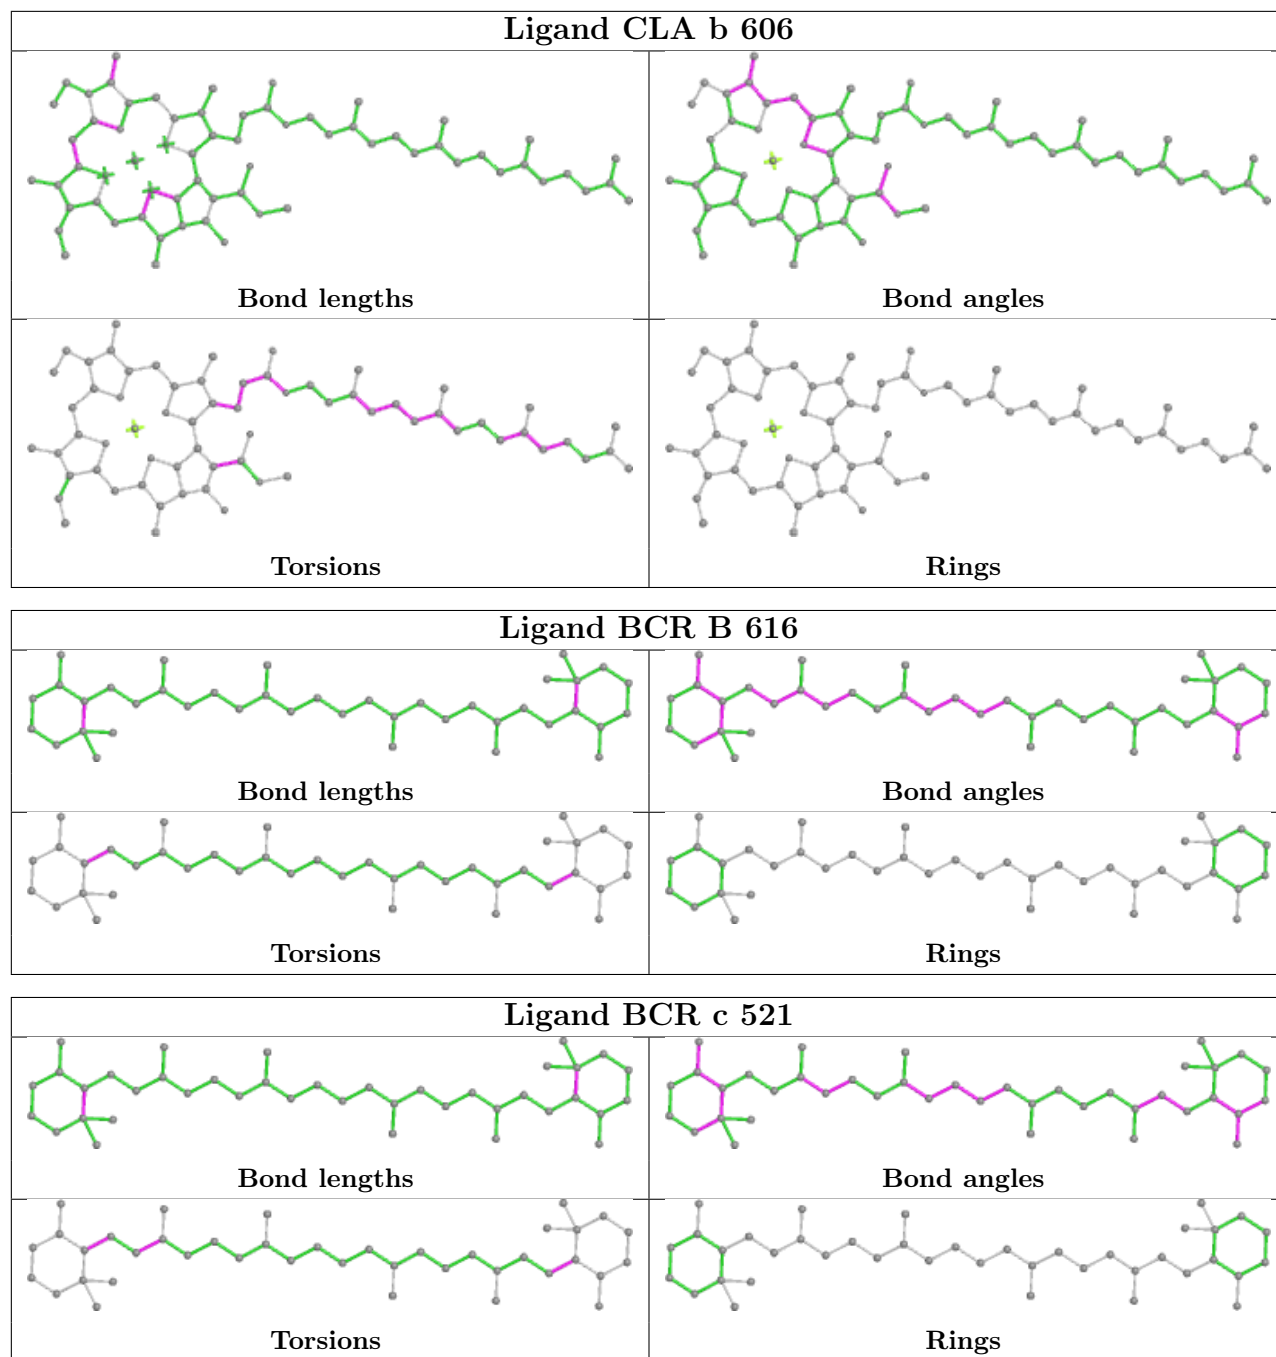 Ligand CLA b 606
Bond lengths
Bond angles
Torsions
Rings
Ligand BCR B 616
Bond lengths
Bond angles
Torsions
Rings
Ligand BCR c 521
Bond lengths
Bond angles
Torsions
Rings